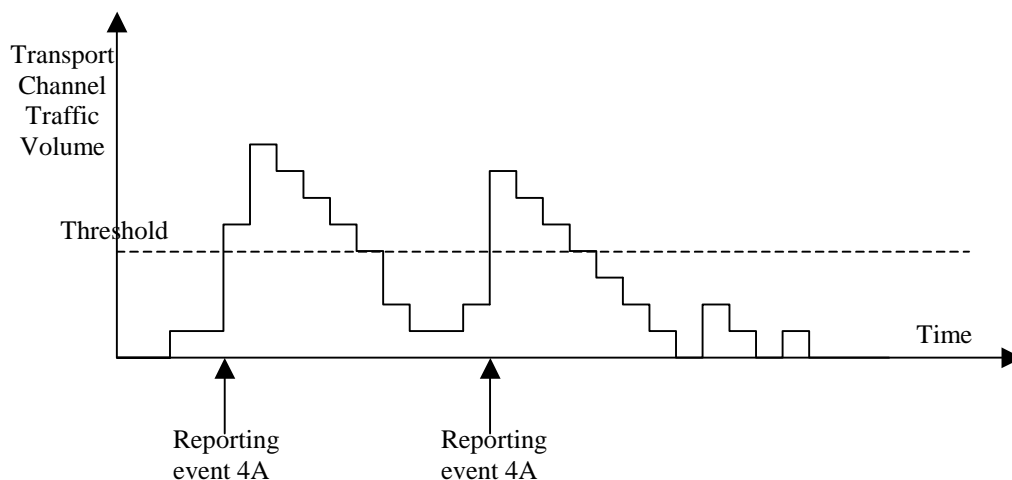 Transport
Channel
Traffic
Volume
Threshold
Time
Reporting
event 4A
Reporting
event 4A